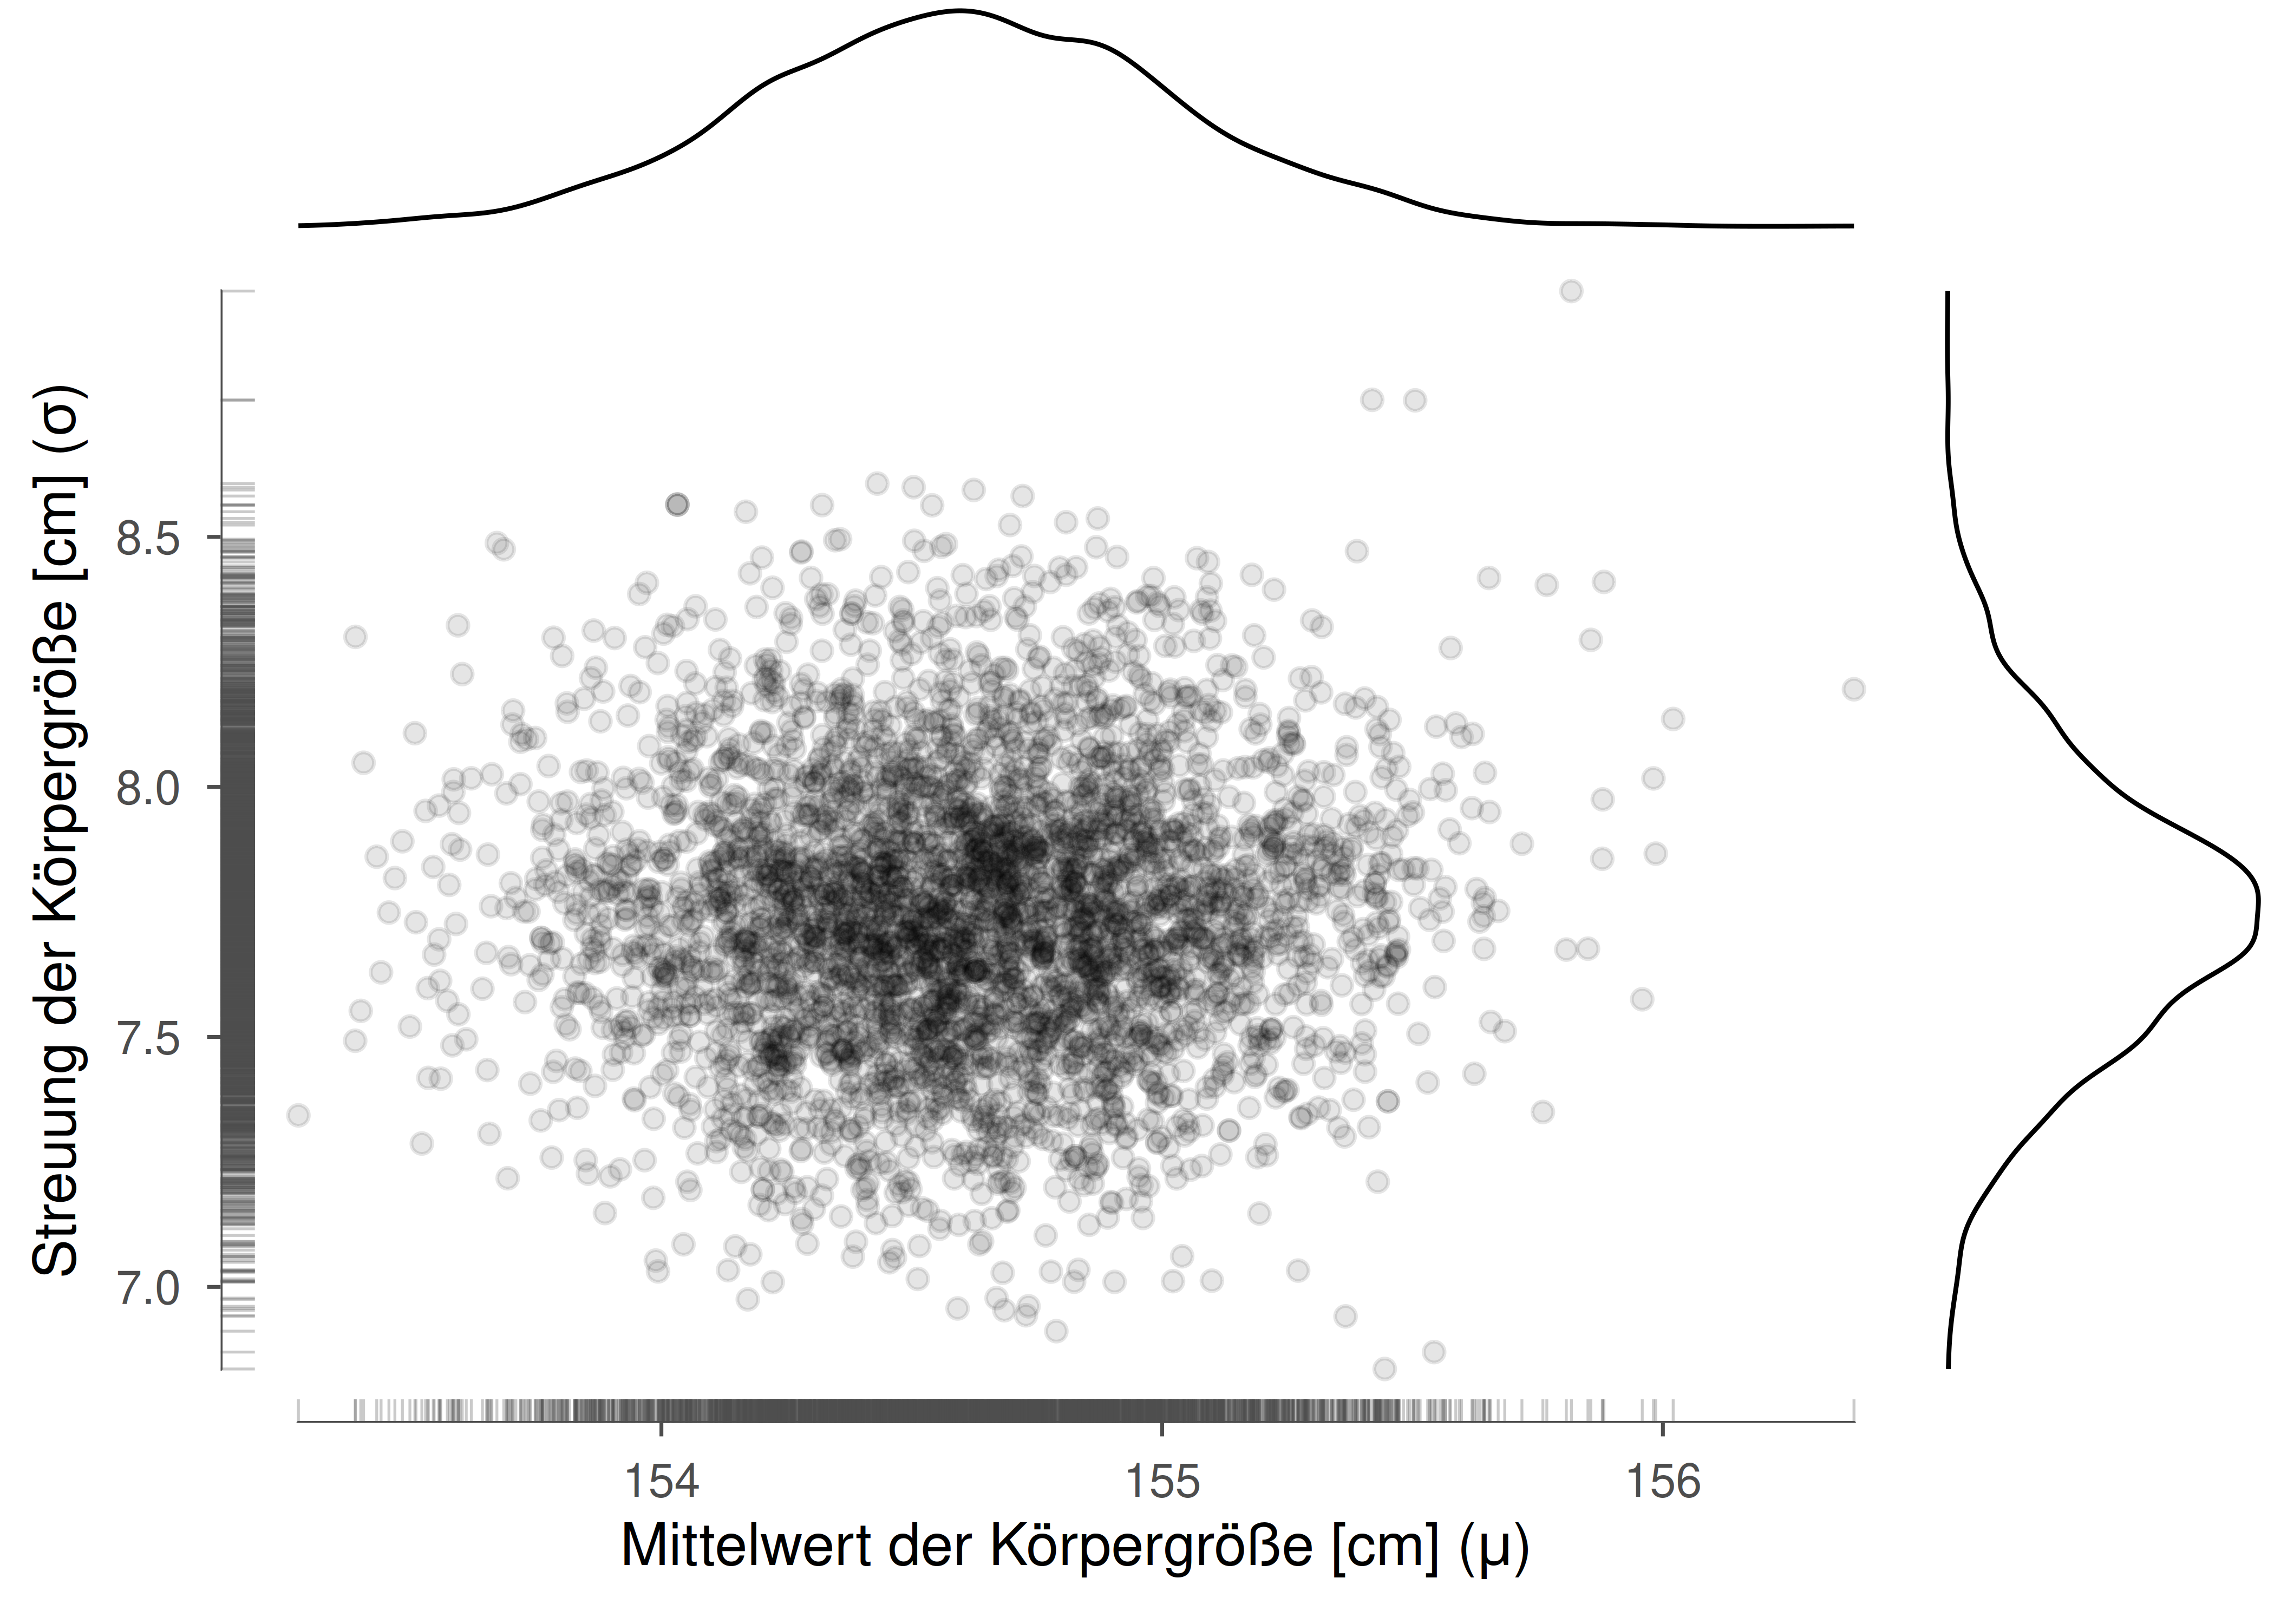 Streuung der Körpergröße [cm] (σ)
8.5
8.0
7.5
7.0
154 155 156
Mittelwert der Körpergröße [cm] (μ)